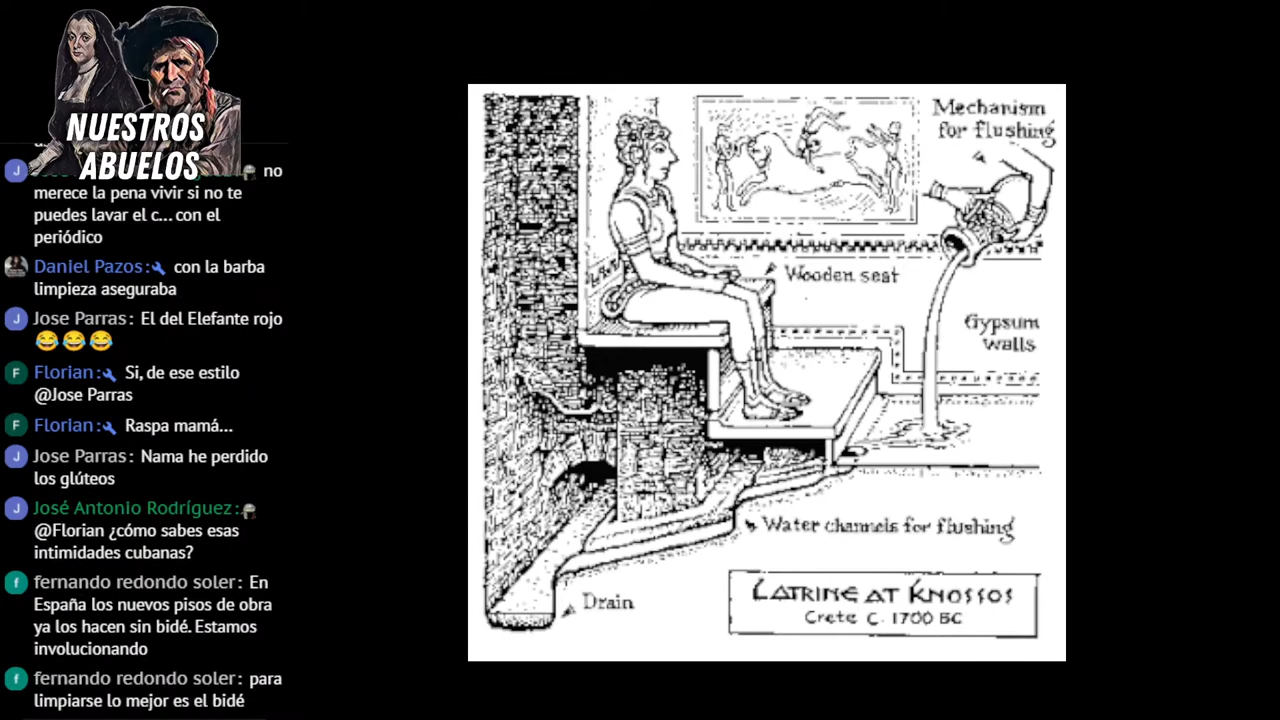 NUESTROS
ABUELOS
no
merece la pena vivir si no te
puedes lavar el c... con el
periódico
Daniel Pazos: con la barba
limpieza aseguraba
Jose Parras: El del Elefante rojo
😂😂😂
Florian: Si, de ese estilo
@Jose Parras
Florian: Raspa mamá...
Jose Parras: Nama he perdido
los glúteos
José Antonio Rodríguez:
@Florian ¿cómo sabes esas
intimidades cubanas?
fernando redondo soler: En
España los nuevos pisos de obra
ya los hacen sin bidé. Estamos
involucionando
fernando redondo soler: para
limpiarse lo mejor es el bidé
Mechanism
for flushing
Wooden seat
Gypsum
walls
Water channels for flushing
Drain
LATRINE AT KNOSSOS
Crete C. 1700 BC